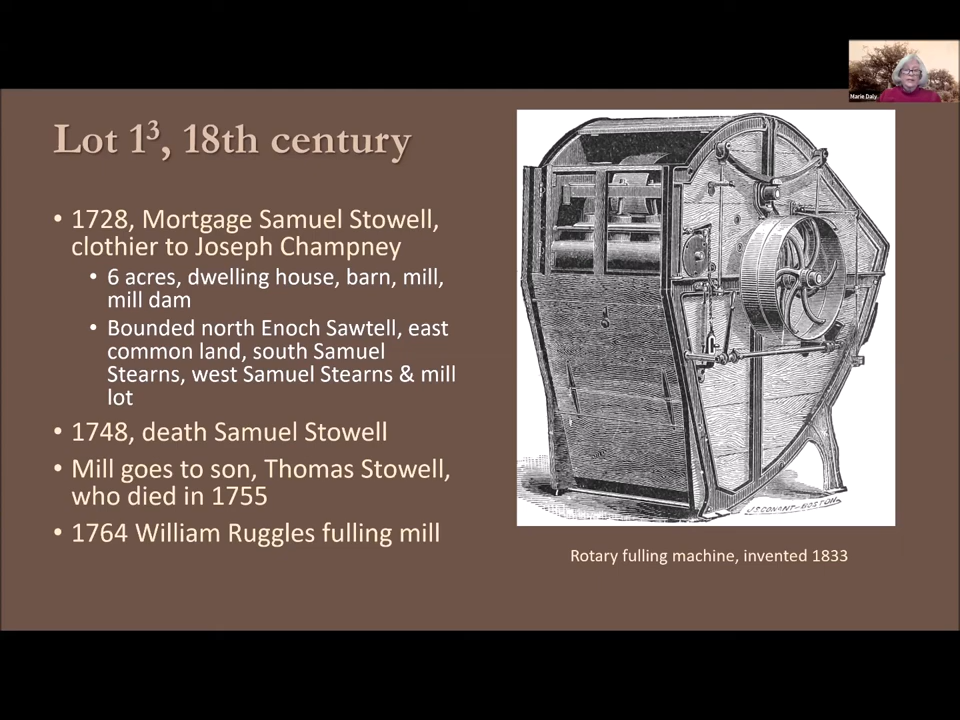 Marie Daly
Lot 1³, 18th century
• 1728, Mortgage Samuel Stowell,
clothier to Joseph Champney
• 6 acres, dwelling house, barn, mill,
mill dam
• Bounded north Enoch Sawtell, east
common land, south Samuel
Stearns, west Samuel Stearns & mill
lot
• 1748, death Samuel Stowell
• Mill goes to son, Thomas Stowell,
who died in 1755
• 1764 William Ruggles fulling mill
J.S.CONANT-BOSTON.
Rotary fulling machine, invented 1833